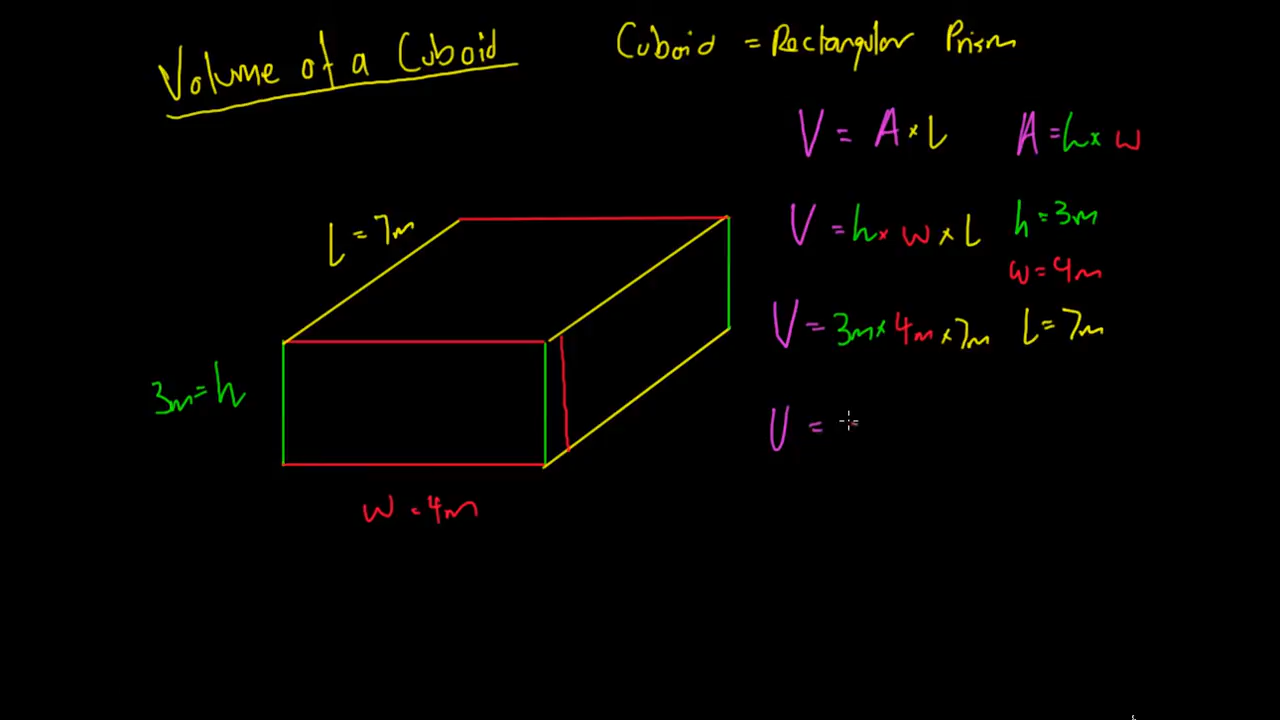 Volume of a Cuboid
Cuboid = Rectangular Prism
V = A × L
A = h × w
L = 7m
V = h × w × L
h = 3m
w = 4m
V = 3m × 4m × 7m
L = 7m
3m = h
V =
w = 4m